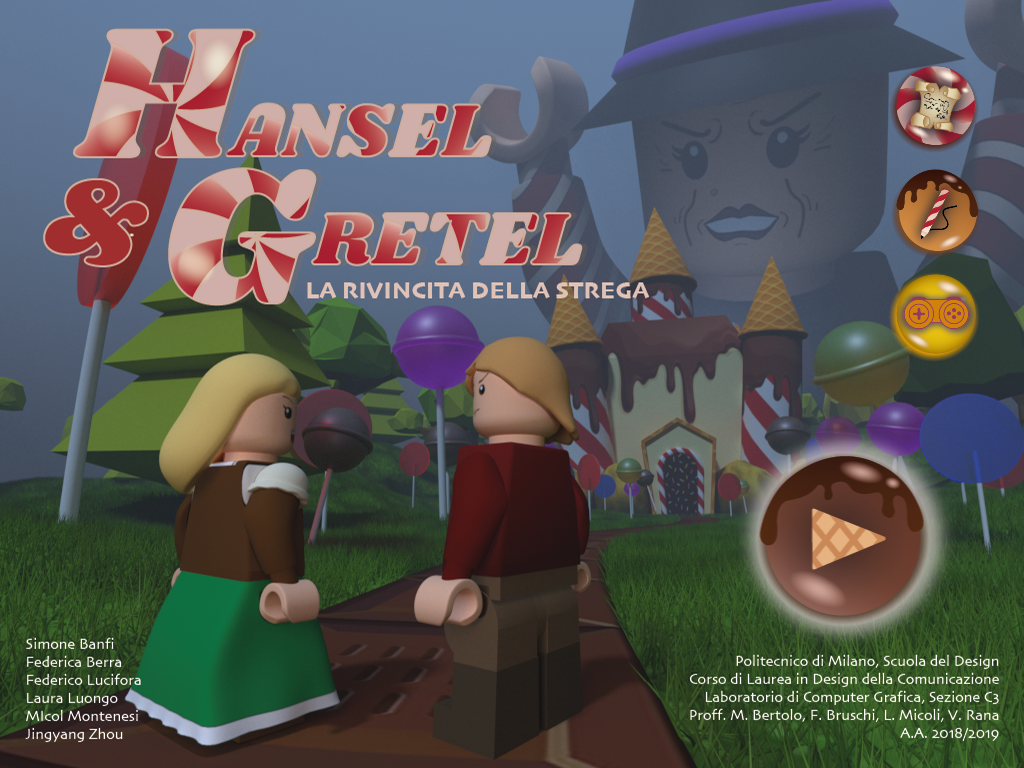 HANSEL
& GRETEL
LA RIVINCITA DELLA STREGA
Simone Banfi
Federica Berra
Federico Lucifora
Laura Luongo
MIcol Montenesi
Jingyang Zhou
Politecnico di Milano, Scuola del Design
Corso di Laurea in Design della Comunicazione
Laboratorio di Computer Grafica, Sezione C3
Proff. M. Bertolo, F. Bruschi, L. Micoli, V. Rana
A.A. 2018/2019